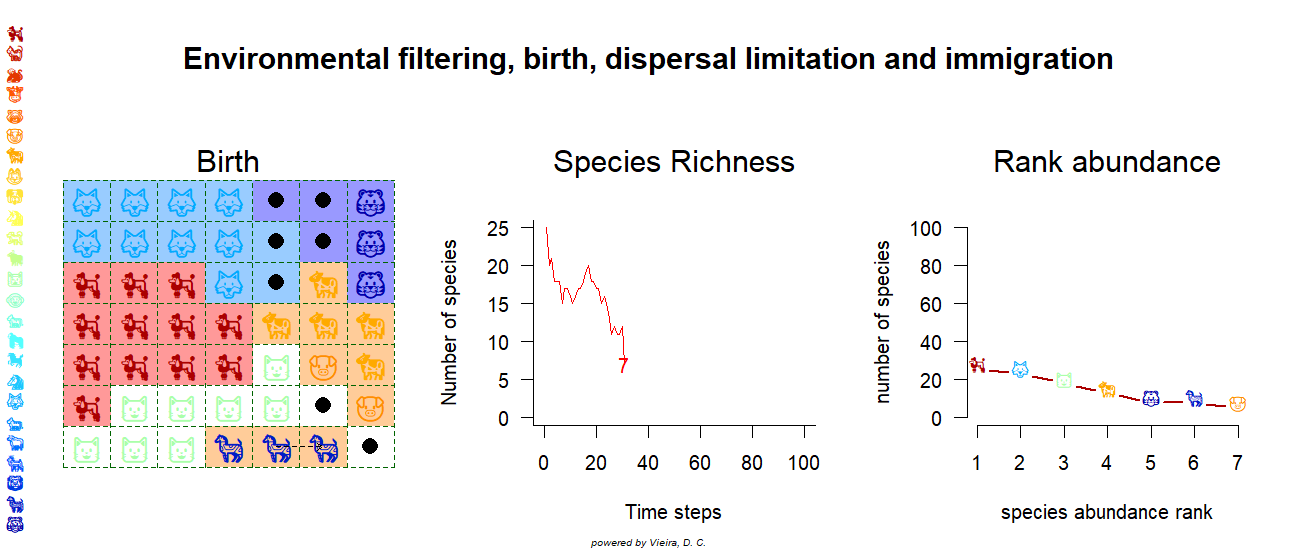 Environmental filtering, birth, dispersal limitation and immigration
Birth
Species Richness
Rank abundance
Number of species
25
20
15
10
5
0
7
0 20 40 60 80 100
Time steps
number of species
100
80
60
40
20
0
1 2 3 4 5 6 7
species abundance rank
powered by Vieira, D. C.